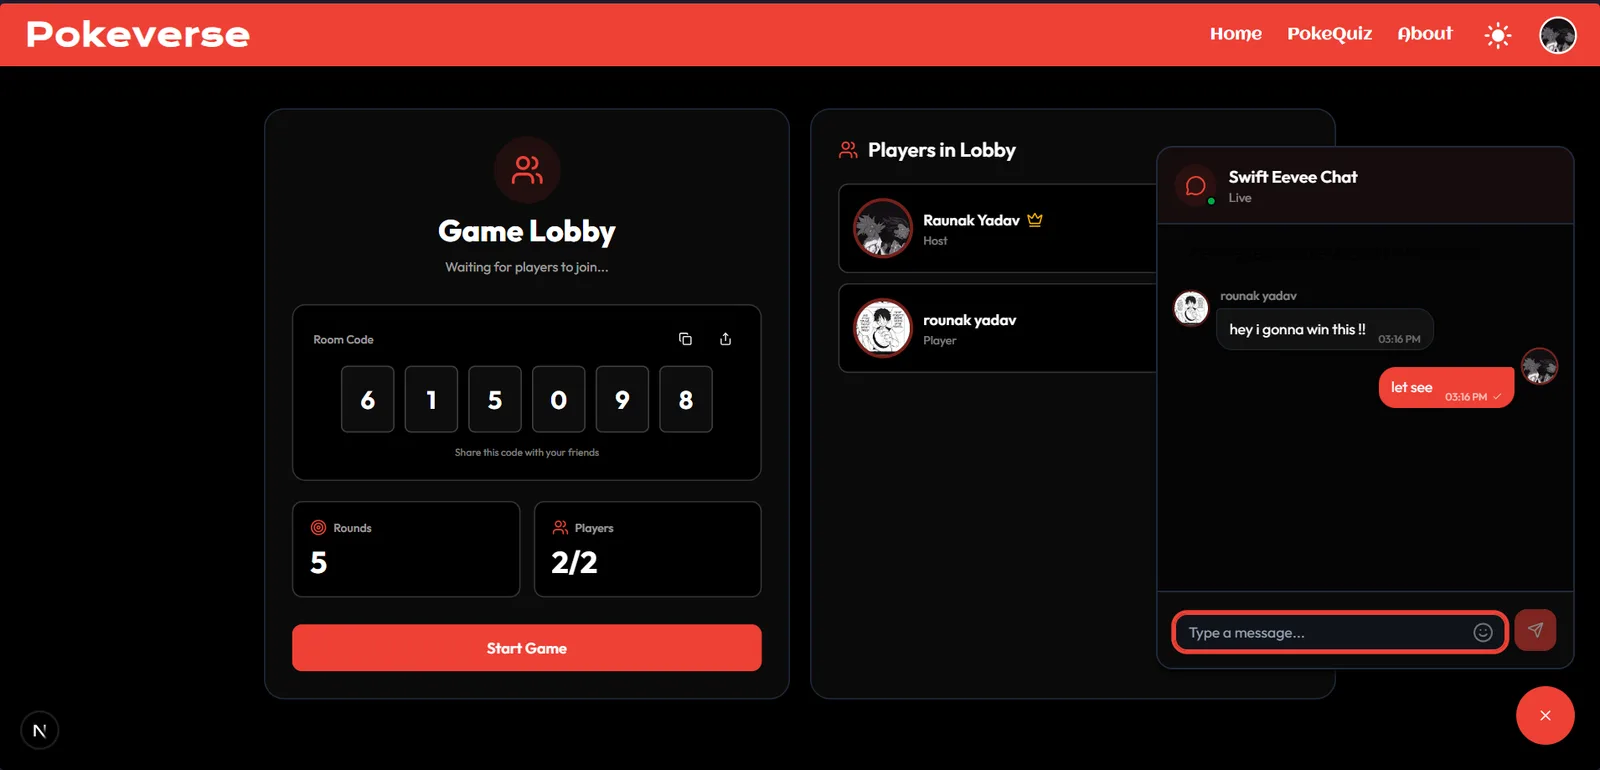 Pokeverse
Home PokeQuiz About
Game Lobby
Waiting for players to join...
Room Code
6 1 5 0 9 8
Share this code with your friends
Rounds
5
Players
2/2
Start Game
Players in Lobby
Raunak Yadav
Host
rounak yadav
Player
Swift Eevee Chat
Live
rounak yadav
hey i gonna win this !!
03:16 PM
let see
03:16 PM
Type a message...
N